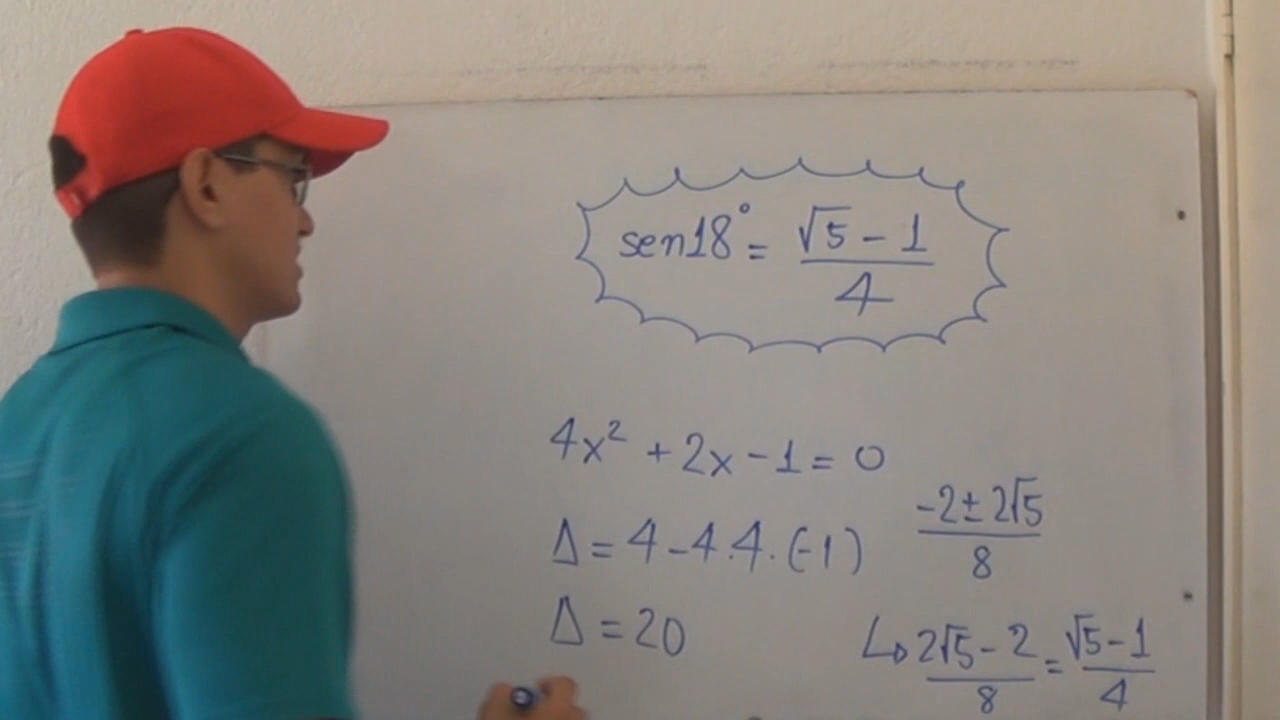 sen18° = (√5 - 1)/4
4x² + 2x - 1 = 0
Δ = 4 - 4.4.(-1)
(-2 ± 2√5)/8
Δ = 20
↳ (2√5 - 2)/8 = (√5 - 1)/4